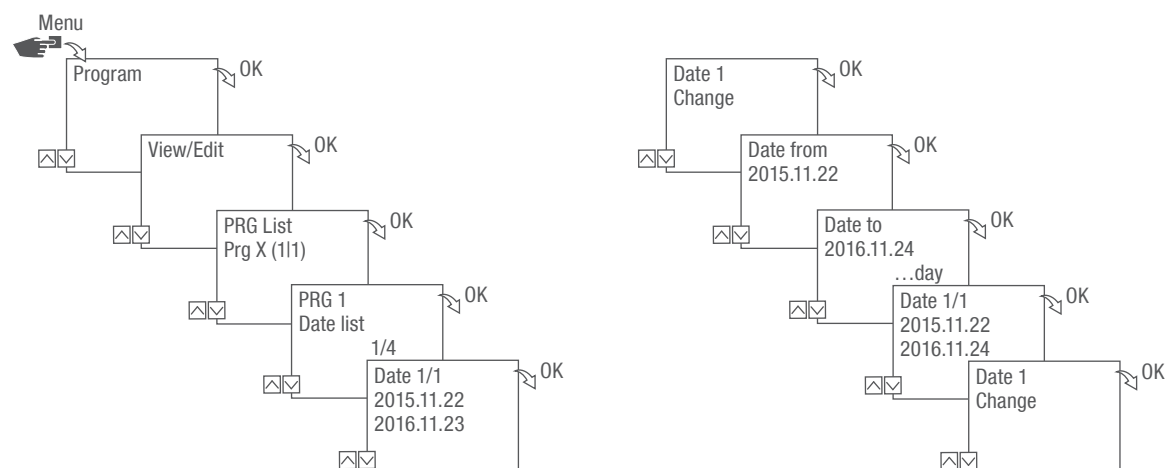 Menu
Program
OK
View/Edit
OK
PRG List
Prg X (1|1)
OK
PRG 1
Date list
1/4
OK
Date 1/1
2015.11.22
2016.11.23
OK
Date 1
Change
OK
Date from
2015.11.22
OK
Date to
2016.11.24
...day
OK
Date 1/1
2015.11.22
2016.11.24
OK
Date 1
Change
OK